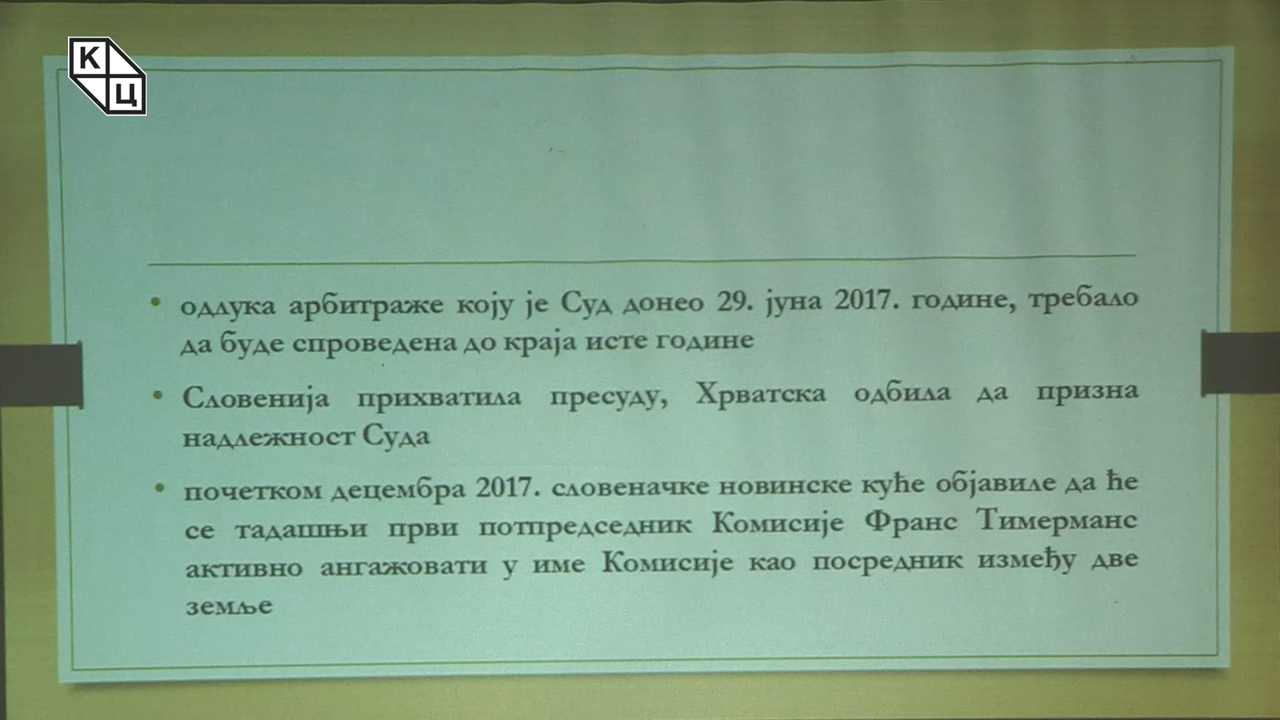 К
Ц
• одлука арбитраже коју је Суд донео 29. јуна 2017. године, требало
да буде спроведена до краја исте године
• Словенија прихватила пресуду, Хрватска одбила да призна
надлежност Суда
• почетком децембра 2017. словеначке новинске куће објавиле да ће
се тадашњи први потпредседник Комисије Франс Тимерманс
активно ангажовати у име Комисије као посредник између две
земље